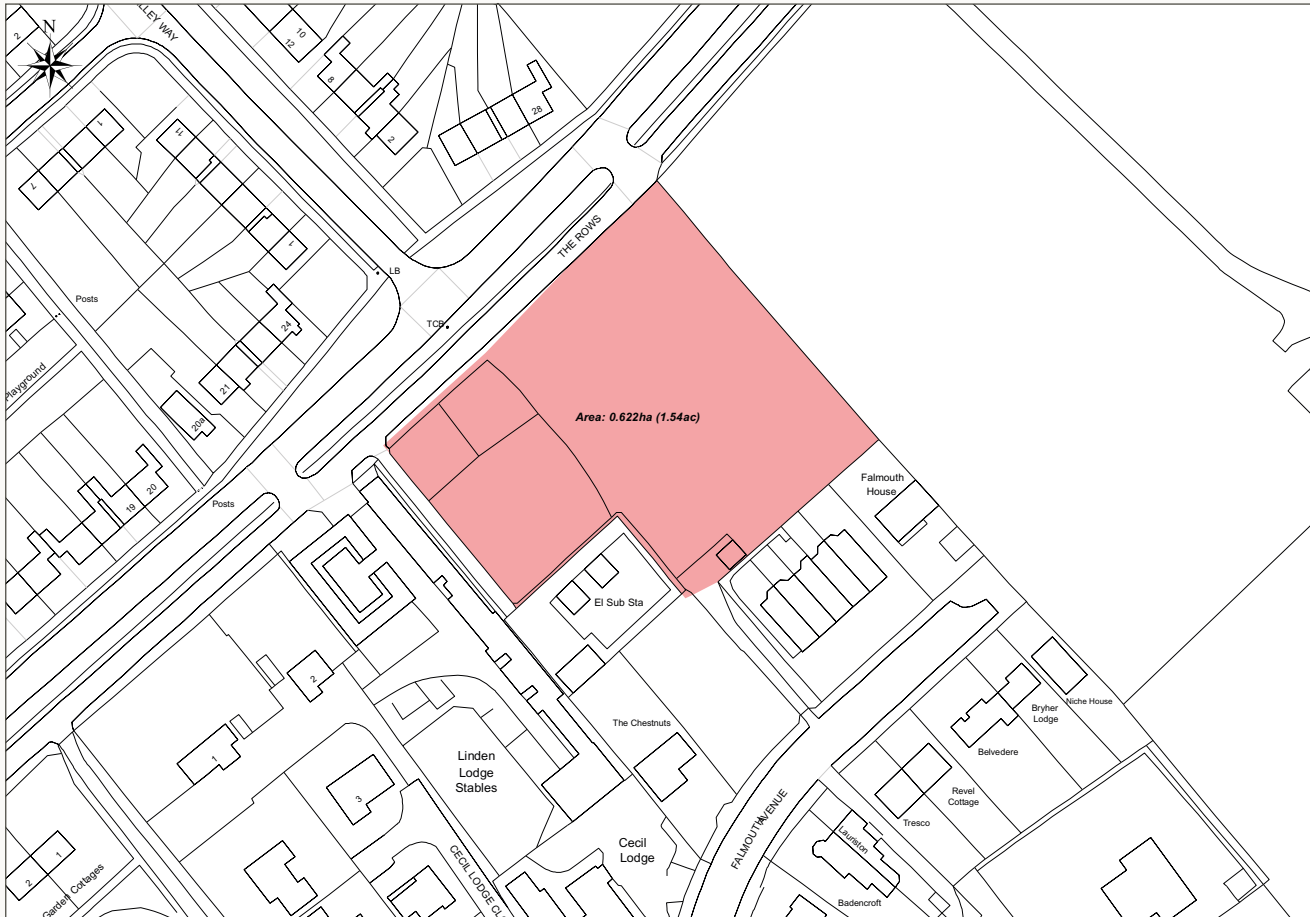 N
2
LLEY WAY
10
12
8
2
28
1
7
11
1
THE ROWS
LB
TCB
Posts
24
21
20a
Playground
20
19
Posts
Area: 0.622ha (1.54ac)
Falmouth
House
El Sub Sta
2
1
3
Linden
Lodge
Stables
The Chestnuts
Cecil
Lodge
CECIL LODGE CL
FALMOUTH AVENUE
Niche House
Bryher
Lodge
Belvedere
Revel
Cottage
Tresco
Lauriston
Badencroft
1
2
Garden Cottages